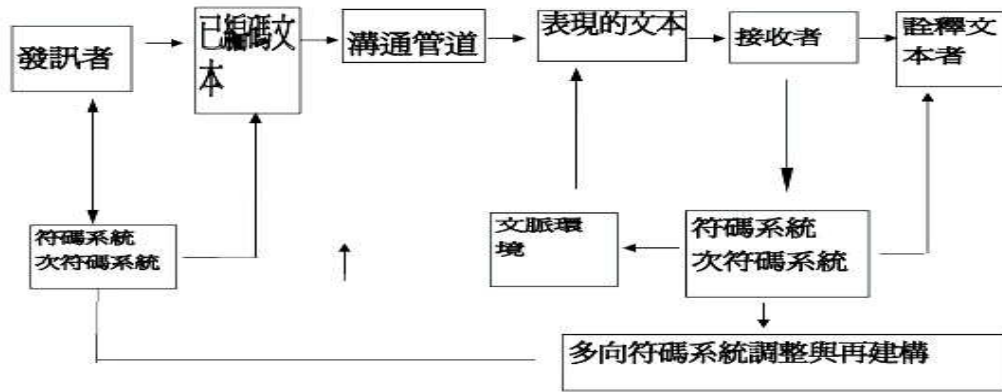 發訊者
已編碼文
本
溝通管道
表現的文本
接收者
詮釋文
本者
符碼系統
次符碼系統
文脈環
境
符碼系統
次符碼系統
多向符碼系統調整與再建構